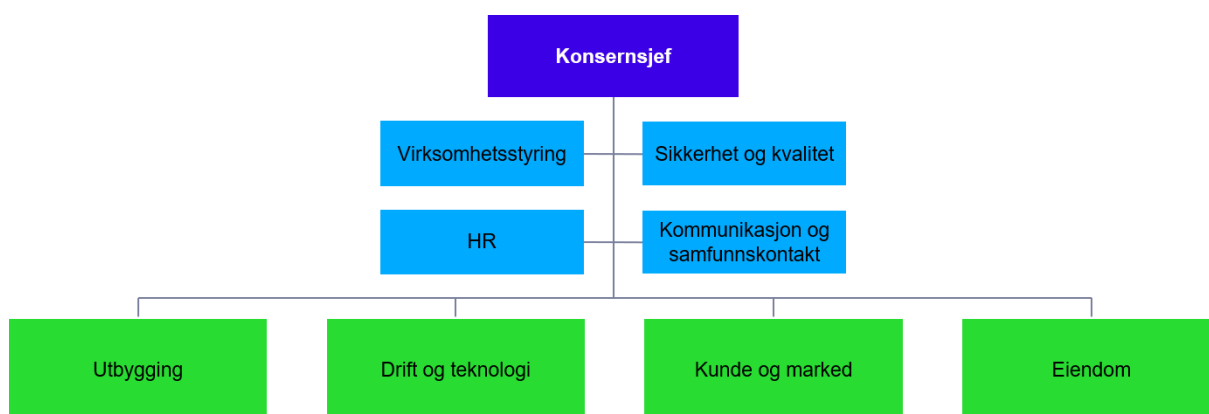 Konsernsjef
Virksomhetsstyring
Sikkerhet og kvalitet
HR
Kommunikasjon og
samfunnskontakt
Utbygging
Drift og teknologi
Kunde og marked
Eiendom